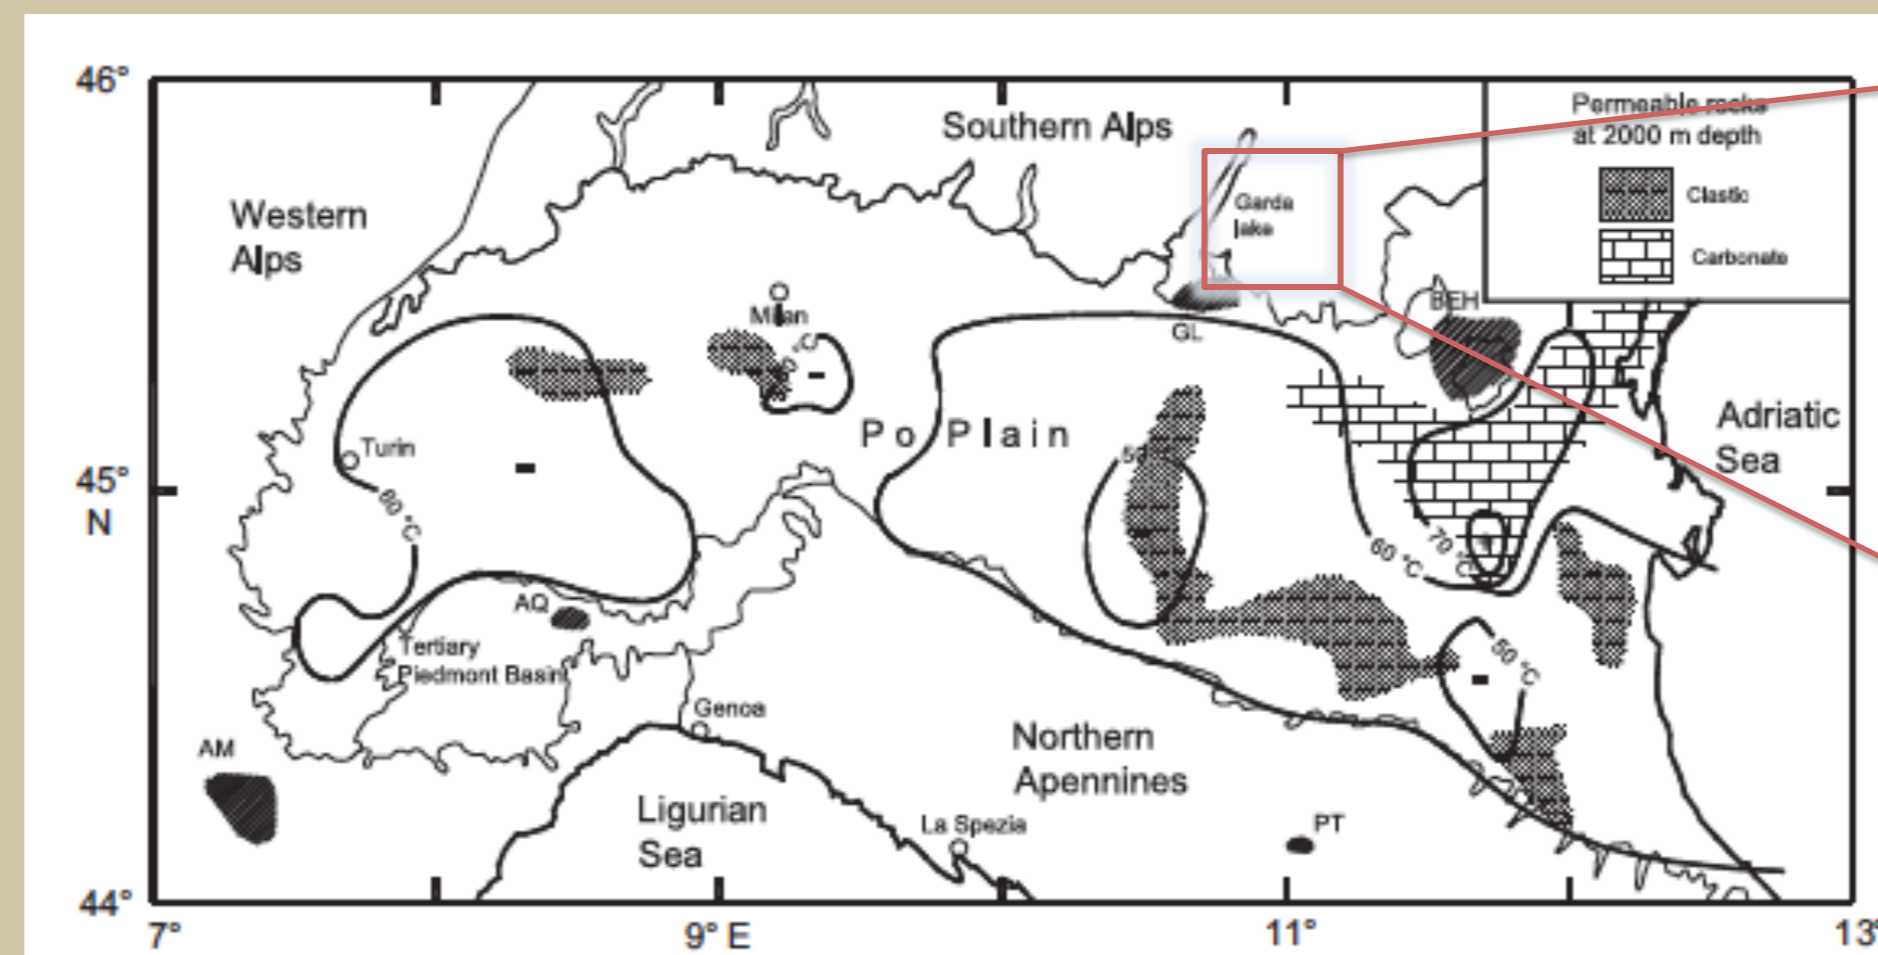 46°
Southern Alps
Permeable rocks
at 2000 m depth
Clastic
Carbonate
Western
Alps
Garda
lake
BEH
Milan
GL
Po Plain
Adriatic
Sea
Turin
45°
N
60 °C
50
60 °C
70 °C
50 °C
AQ
Tertiary
Piedmont Basin
Genoa
AM
Northern
Apennines
Ligurian
Sea
La Spezia
PT
44°
7°
9° E
11°
13°